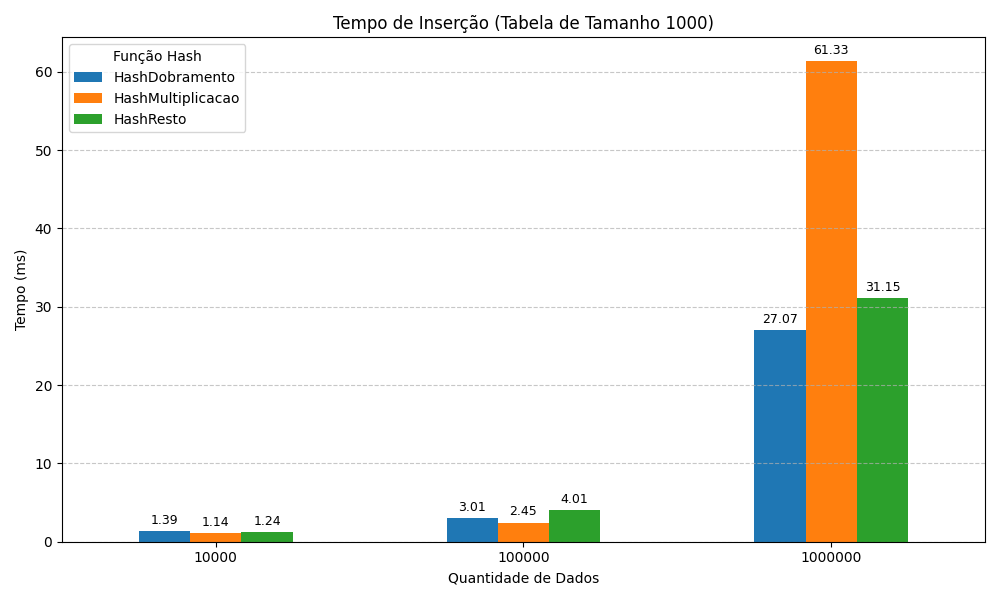 Tempo de Inserção (Tabela de Tamanho 1000)
Função Hash
HashDobramento
HashMultiplicacao
HashResto
Tempo (ms)
60
50
40
30
20
10
0
1.39
1.14
1.24
3.01
2.45
4.01
27.07
61.33
31.15
10000
100000
1000000
Quantidade de Dados